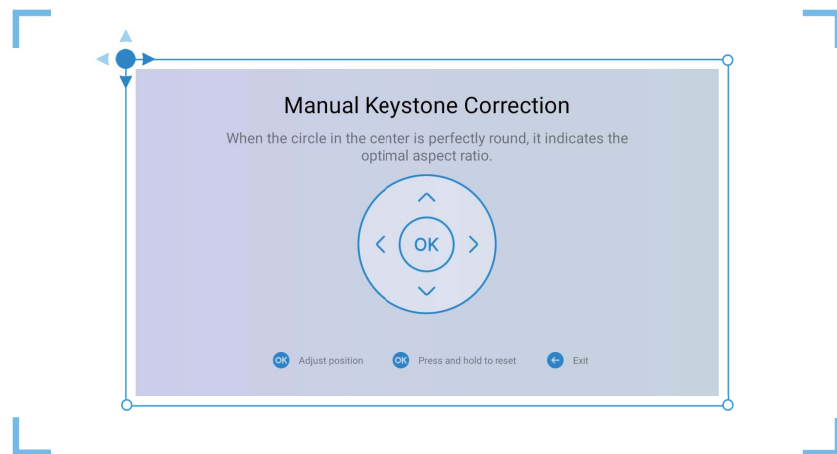 Manual Keystone Correction
When the circle in the center is perfectly round, it indicates the
optimal aspect ratio.
OK
OK Adjust position OK Press and hold to reset Exit